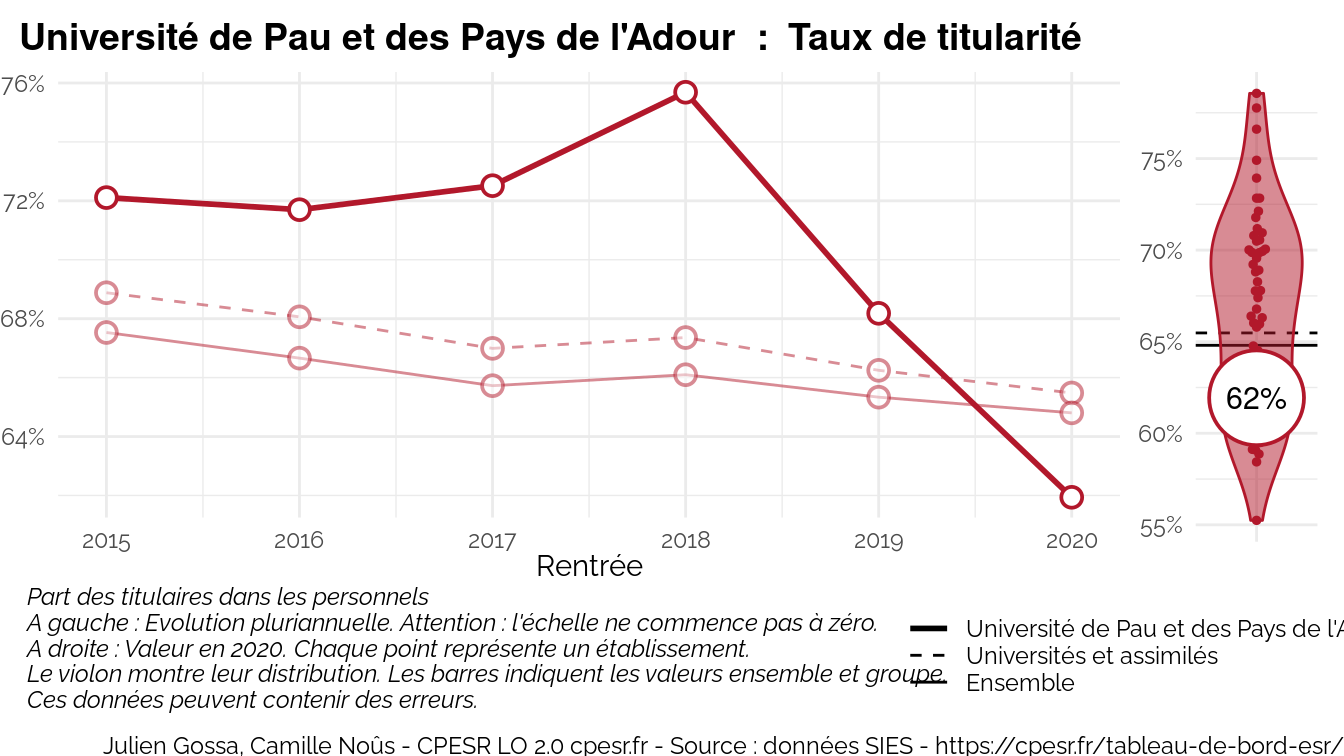 Université de Pau et des Pays de l'Adour : Taux de titularité
76%
72%
68%
64%
2015 2016 2017 2018 2019 2020
Rentrée
75%
70%
65%
60%
55%
62%
Part des titulaires dans les personnels
A gauche : Evolution pluriannuelle. Attention : l'échelle ne commence pas à zéro.
A droite : Valeur en 2020. Chaque point représente un établissement.
Le violon montre leur distribution. Les barres indiquent les valeurs ensemble et groupe.
Ces données peuvent contenir des erreurs.
Université de Pau et des Pays de l'A
Universités et assimilés
Ensemble
Julien Gossa, Camille Noûs - CPESR LO 2.0 cpesr.fr - Source : données SIES - https://cpesr.fr/tableau-de-bord-esr/